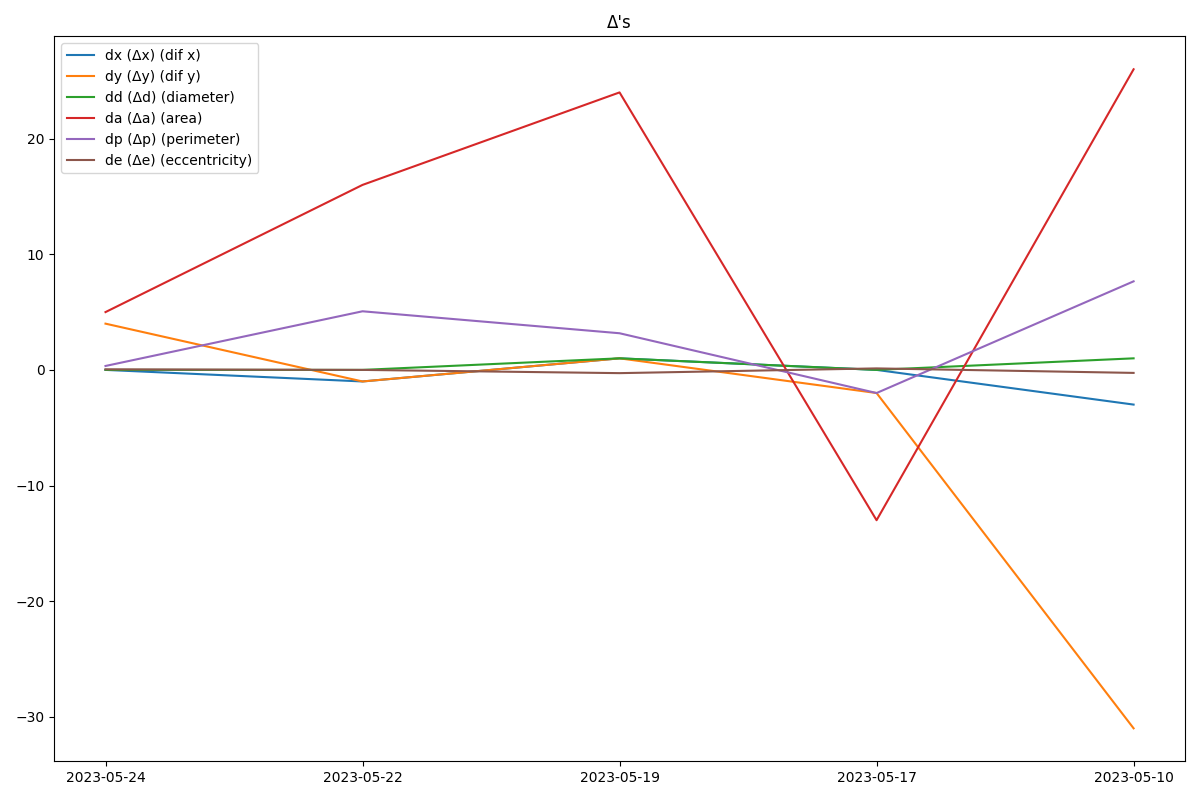 Δ's
dx (Δx) (dif x)
dy (Δy) (dif y)
dd (Δd) (diameter)
da (Δa) (area)
dp (Δp) (perimeter)
de (Δe) (eccentricity)
20
10
0
−10
−20
−30
2023-05-24 2023-05-22 2023-05-19 2023-05-17 2023-05-10